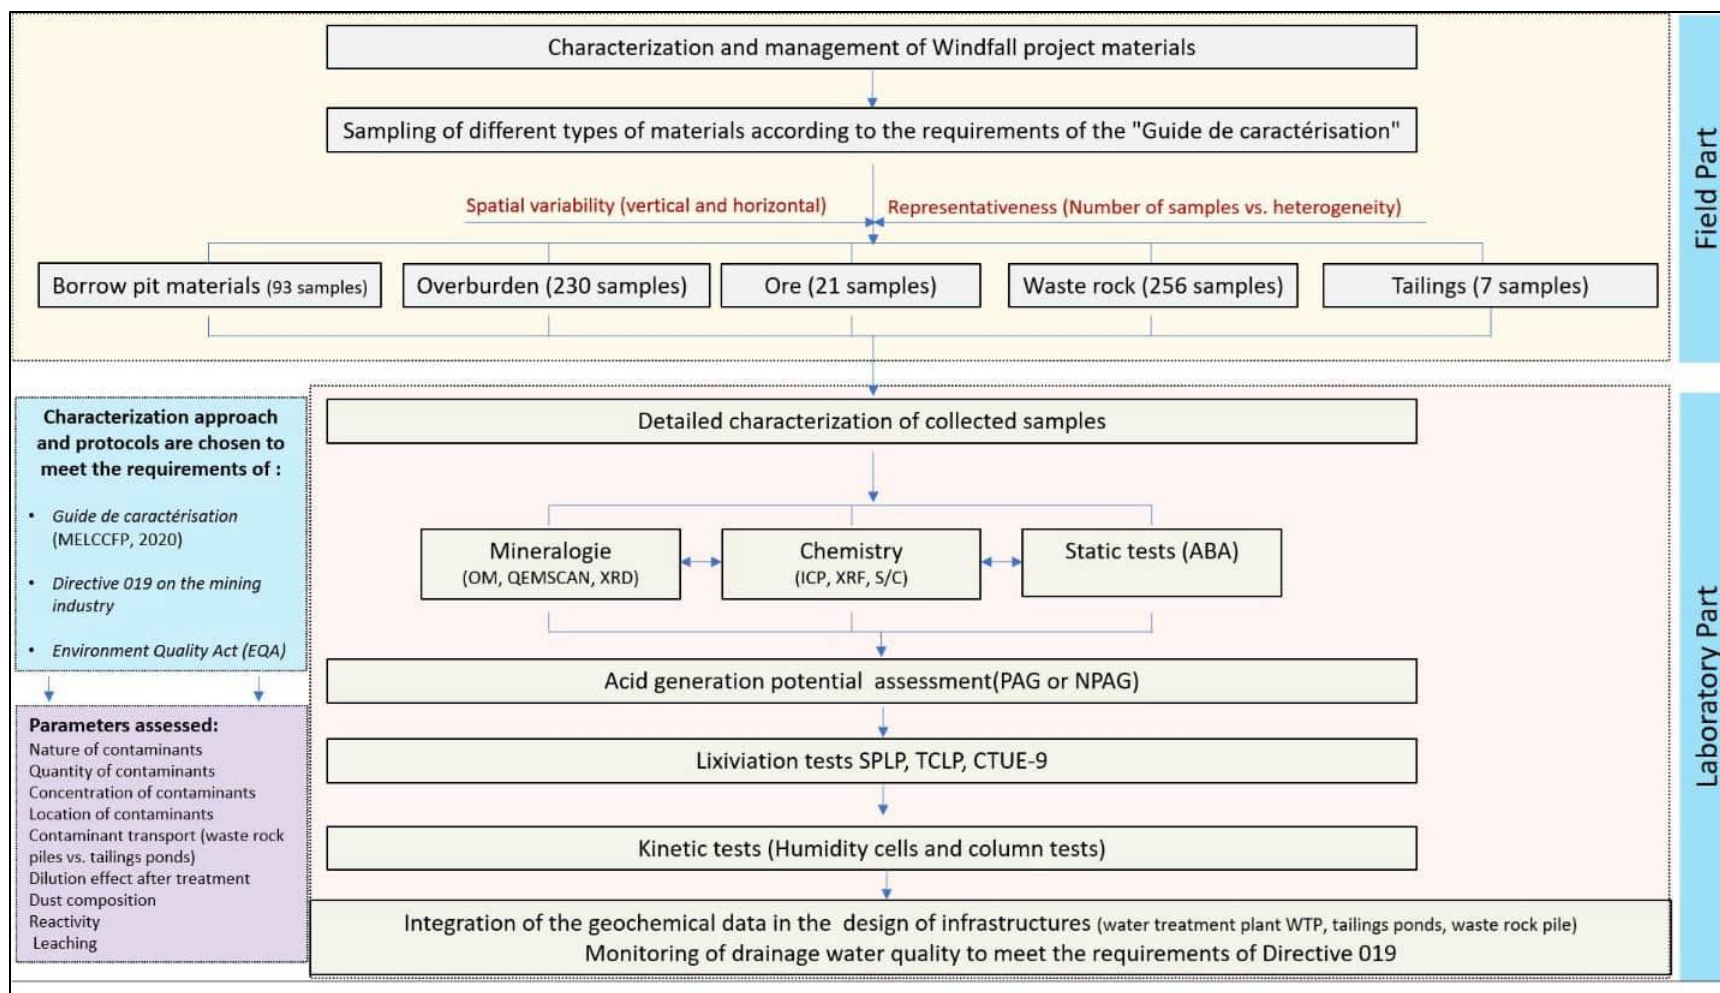 Characterization and management of Windfall project materials
Sampling of different types of materials according to the requirements of the "Guide de caractérisation"
Spatial variability (vertical and horizontal)
Representativeness (Number of samples vs. heterogeneity)
Borrow pit materials (93 samples)
Overburden (230 samples)
Ore (21 samples)
Waste rock (256 samples)
Tailings (7 samples)
Field Part
Characterization approach
and protocols are chosen to
meet the requirements of :
• Guide de caractérisation
(MELCCFP, 2020)
• Directive 019 on the mining
industry
• Environment Quality Act (EQA)
Parameters assessed:
Nature of contaminants
Quantity of contaminants
Concentration of contaminants
Location of contaminants
Contaminant transport (waste rock
piles vs. tailings ponds)
Dilution effect after treatment
Dust composition
Reactivity
Leaching
Detailed characterization of collected samples
Mineralogie
(OM, QEMSCAN, XRD)
Chemistry
(ICP, XRF, S/C)
Static tests (ABA)
Acid generation potential assessment(PAG or NPAG)
Lixiviation tests SPLP, TCLP, CTUE-9
Kinetic tests (Humidity cells and column tests)
Integration of the geochemical data in the design of infrastructures (water treatment plant WTP, tailings ponds, waste rock pile)
Monitoring of drainage water quality to meet the requirements of Directive 019
Laboratory Part